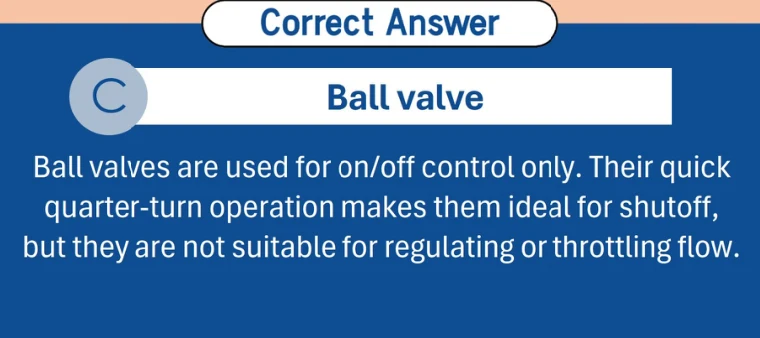 Correct Answer
C
Ball valve
Ball valves are used for on/off control only. Their quick
quarter-turn operation makes them ideal for shutoff,
but they are not suitable for regulating or throttling flow.